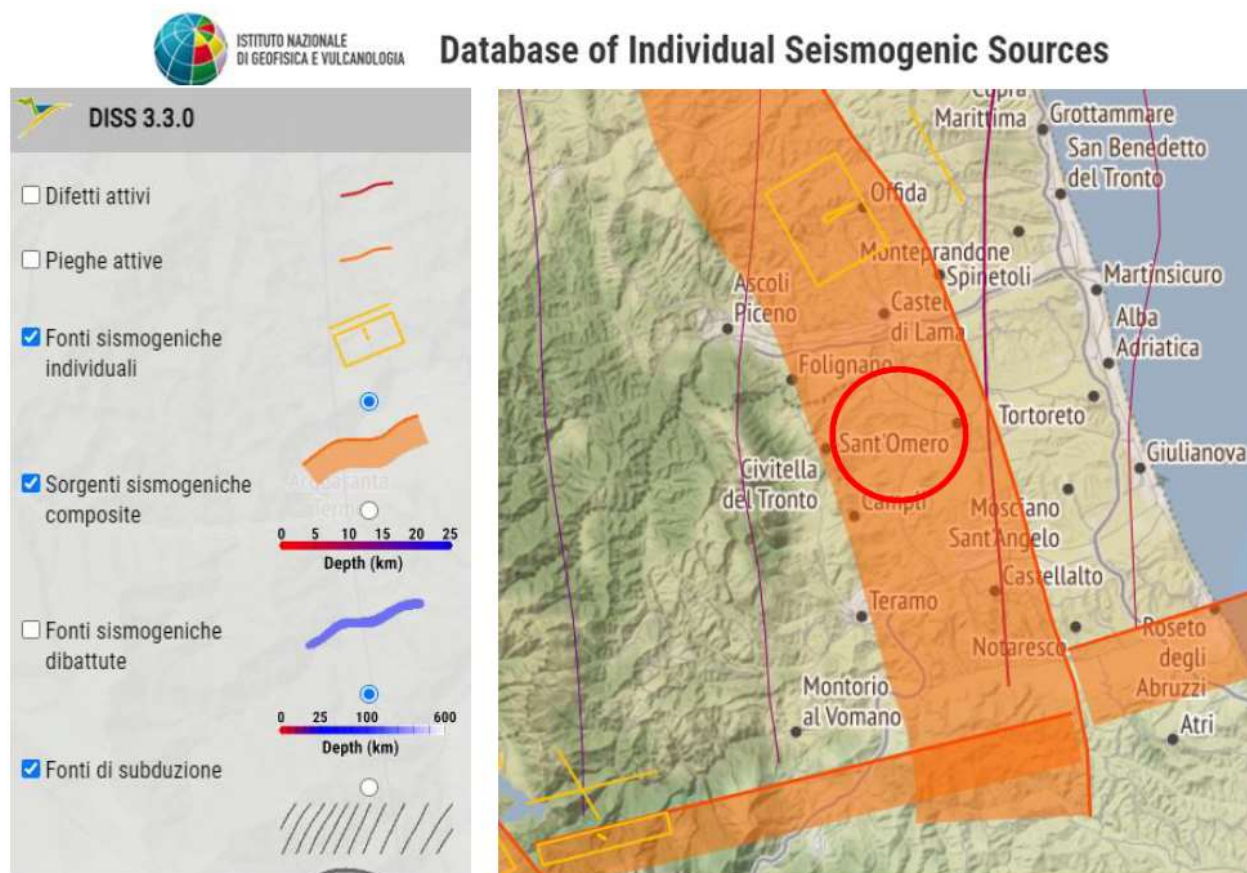 ISTITUTO NAZIONALE
DI GEOFISICA E VULCANOLOGIA
Database of Individual Seismogenic Sources
DISS 3.3.0
Difetti attivi
Pieghe attive
Fonti sismogeniche
individuali
Sorgenti sismogeniche
composite
0 5 10 15 20 25
Depth (km)
Fonti sismogeniche
dibattute
0 25 100 600
Depth (km)
Fonti di subduzione
Cupra
Marittima
Grottammare
San Benedetto
del Tronto
Offida
Monteprandone
Spinetoli
Martinsicuro
Ascoli
Piceno
Castel
di Lama
Alba
Adriatica
Folignano
Tortoreto
Sant'Omero
Giulianova
Civitella
del Tronto
Campli
Mosciano
Sant'Angelo
Castellalto
Teramo
Notaresco
Roseto
degli
Abruzzi
Montorio
al Vomano
Atri